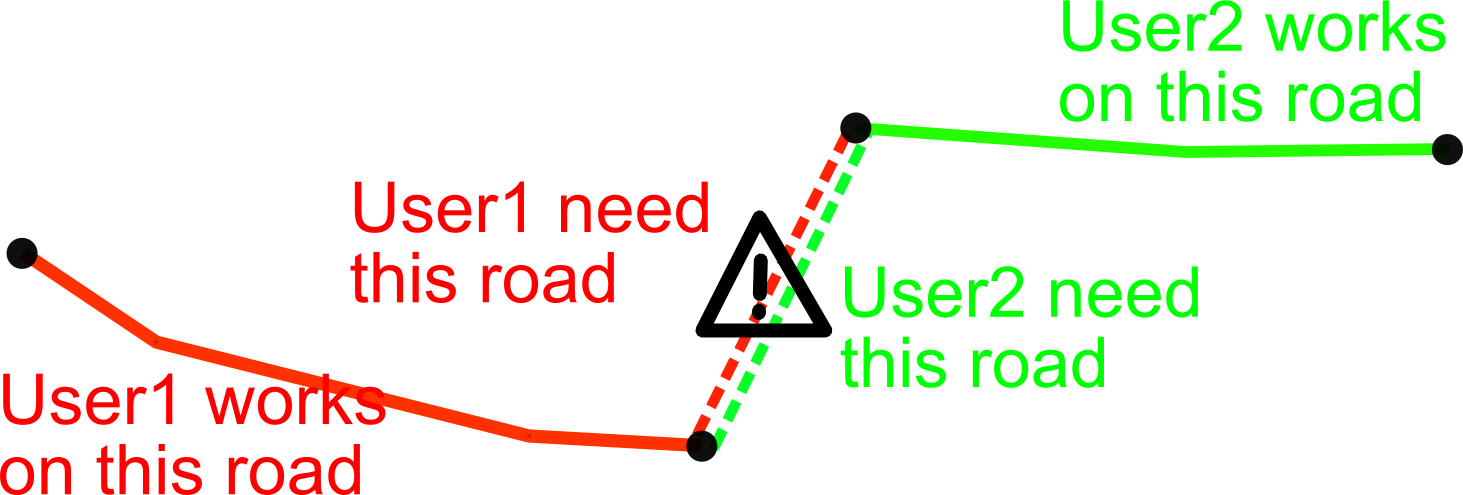 User2 works
on this road
User1 need
this road
User2 need
this road
User1 works
on this road